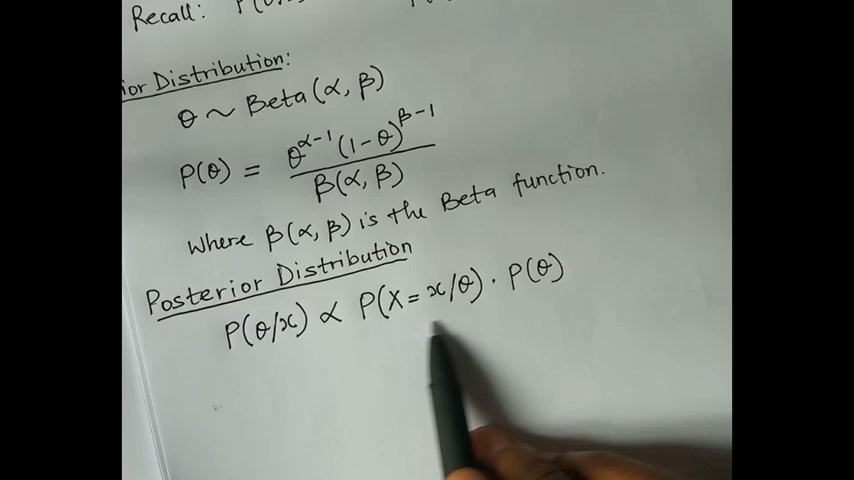 Recall: P(
P(
ior Distribution:
θ ~ Beta(α, β)
P(θ) = θ^(α-1) (1-θ)^(β-1) / β(α, β)
Where β(α, β) is the Beta function.
Posterior Distribution
P(θ/x) ∝ P(X = x/θ) · P(θ)